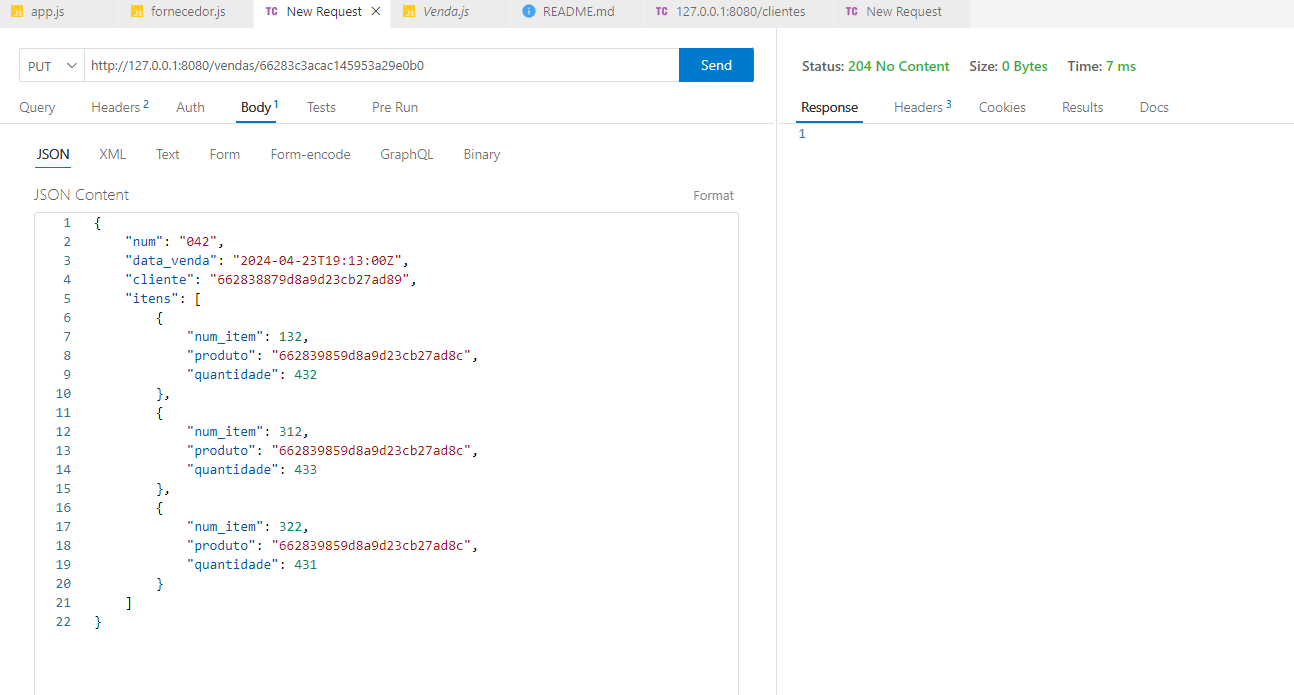 app.js fornecedor.js TC New Request Venda.js README.md TC 127.0.0.1:8080/clientes TC New Request
PUT http://127.0.0.1:8080/vendas/66283c3acac145953a29e0b0 Send
Query Headers 2 Auth Body 1 Tests Pre Run
JSON XML Text Form Form-encode GraphQL Binary
JSON Content Format
1 {
2 "num": "042",
3 "data_venda": "2024-04-23T19:13:00Z",
4 "cliente": "662838879d8a9d23cb27ad89",
5 "itens": [
6 {
7 "num_item": 132,
8 "produto": "662839859d8a9d23cb27ad8c",
9 "quantidade": 432
10 },
11 {
12 "num_item": 312,
13 "produto": "662839859d8a9d23cb27ad8c",
14 "quantidade": 433
15 },
16 {
17 "num_item": 322,
18 "produto": "662839859d8a9d23cb27ad8c",
19 "quantidade": 431
20 }
21 ]
22 }
Status: 204 No Content Size: 0 Bytes Time: 7 ms
Response Headers 3 Cookies Results Docs
1